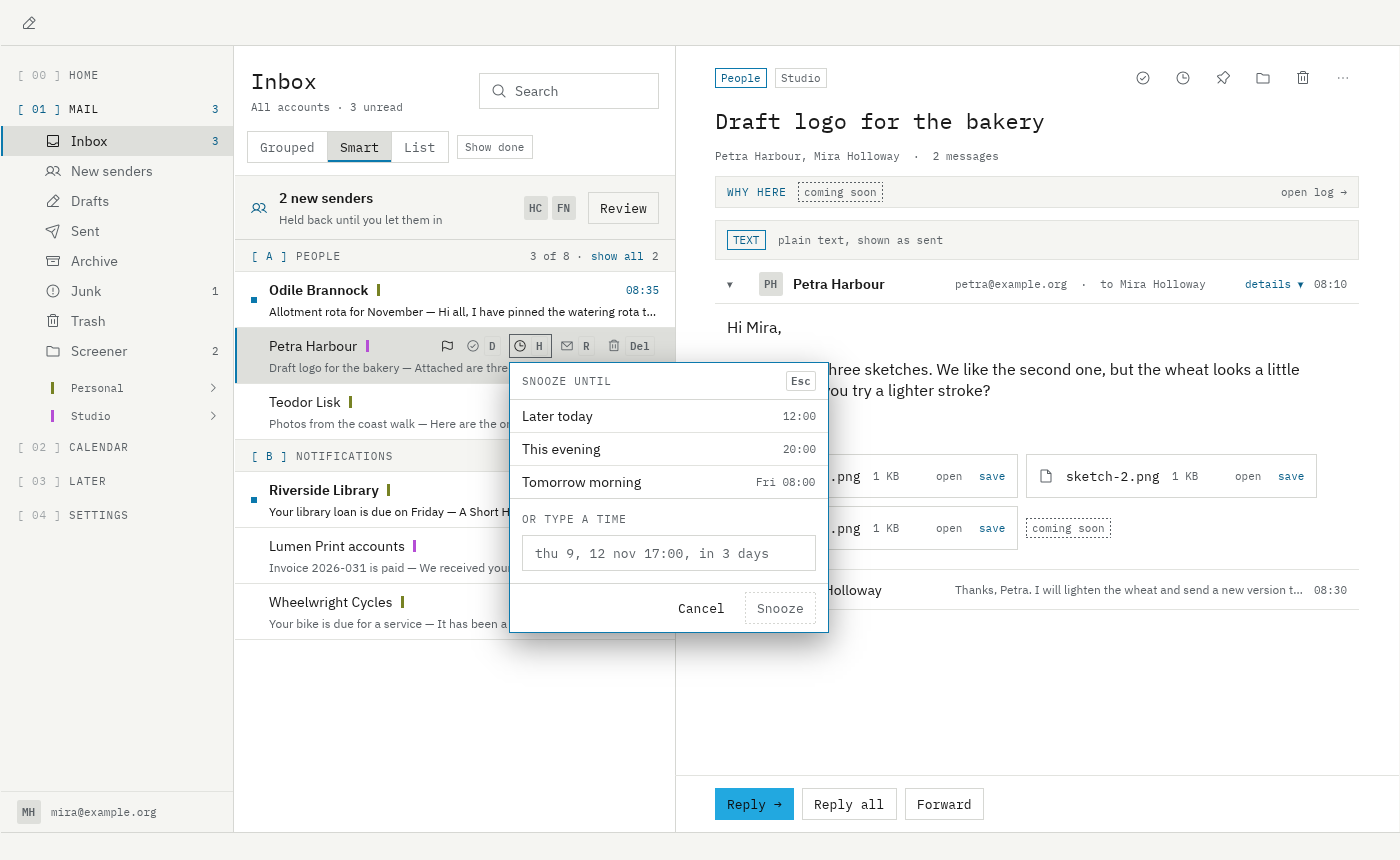 [ 00 ] HOME
[ 01 ] MAIL 3
Inbox 3
New senders
Drafts
Sent
Archive
Junk 1
Trash
Screener 2
Personal
Studio
[ 02 ] CALENDAR
[ 03 ] LATER
[ 04 ] SETTINGS
MH mira@example.org
Inbox
All accounts · 3 unread
Search
Grouped Smart List Show done
2 new senders
Held back until you let them in
HC FN Review
[ A ] PEOPLE 3 of 8 · show all 2
Odile Brannock 08:35
Allotment rota for November — Hi all, I have pinned the watering rota t…
Petra Harbour D H R Del
Draft logo for the bakery — Attached are thre
Teodor Lisk
Photos from the coast walk — Here are the
[ B ] NOTIFICATIONS
Riverside Library
Your library loan is due on Friday — A Short H
Lumen Print accounts
Invoice 2026-031 is paid — We received you
Wheelwright Cycles
Your bike is due for a service — It has been a
SNOOZE UNTIL Esc
Later today 12:00
This evening 20:00
Tomorrow morning Fri 08:00
OR TYPE A TIME
thu 9, 12 nov 17:00, in 3 days
Cancel Snooze
People Studio
Draft logo for the bakery
Petra Harbour, Mira Holloway · 2 messages
WHY HERE coming soon open log →
TEXT plain text, shown as sent
▾ PH Petra Harbour petra@example.org · to Mira Holloway details ▾ 08:10
Hi Mira,
hree sketches. We like the second one, but the wheat looks a little
you try a lighter stroke?
.png 1 KB open save
sketch-2.png 1 KB open save
.png 1 KB open save
coming soon
Holloway Thanks, Petra. I will lighten the wheat and send a new version t… 08:30
Reply → Reply all Forward